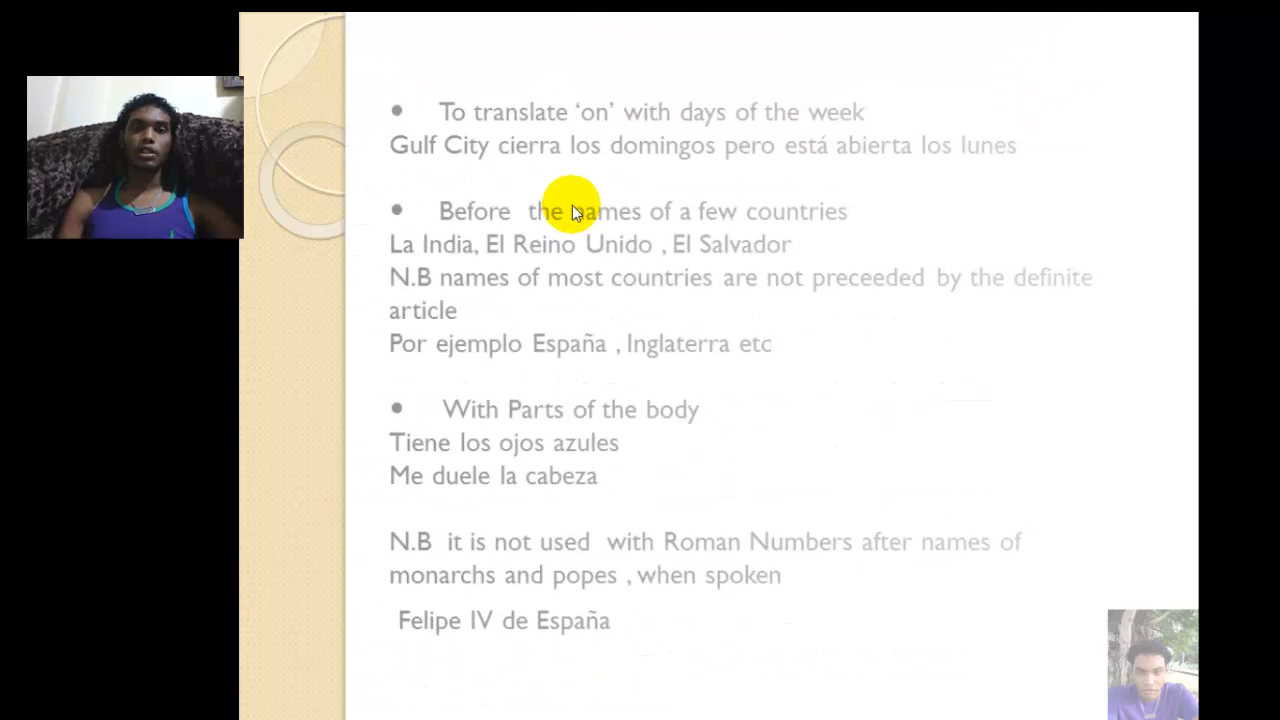 • To translate ‘on’ with days of the week
Gulf City cierra los domingos pero está abierta los lunes
• Before the names of a few countries
La India, El Reino Unido , El Salvador
N.B names of most countries are not preceeded by the definite
article
Por ejemplo España , Inglaterra etc
• With Parts of the body
Tiene los ojos azules
Me duele la cabeza
N.B it is not used with Roman Numbers after names of
monarchs and popes , when spoken
Felipe IV de España